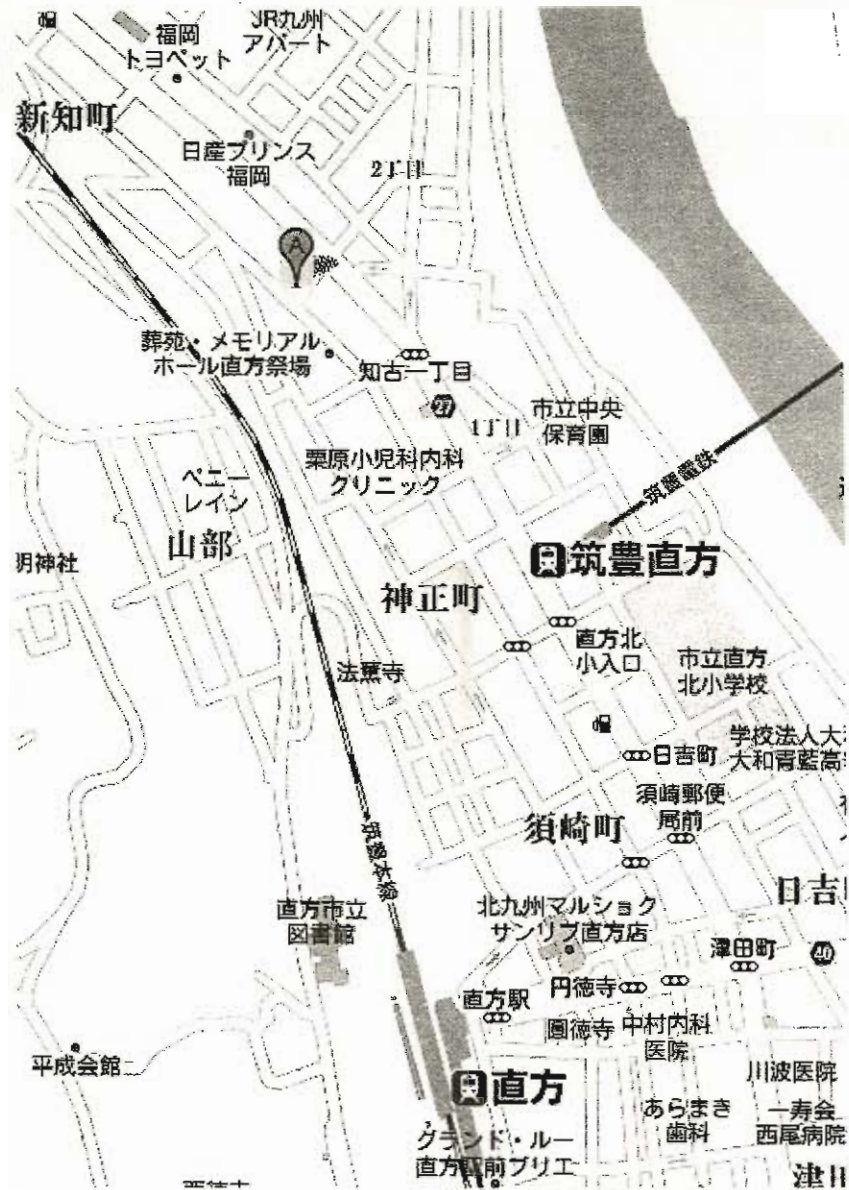 福岡
トヨペット
JR九州
アパート
新知町
日産プリンス
福岡
2丁目
A
葬苑・メモリアル
ホール直方祭場
知古一丁目
27
1丁目
市立中央
保育園
栗原小児科内科
クリニック
ペニー
レイン
筑豊電鉄
山部
明神社
筑豊直方
神正町
直方北
小入口
市立直方
北小学校
法薫寺
学校法人大
大和青藍高
日吉町
須崎郵便
局前
須崎町
筑豊本線
日吉
直方市立
図書館
北九州マルショク
サンリブ直方店
津田町
40
直方駅
円徳寺
圓徳寺
中村内科
医院
平成会館
川波医院
直方
あらまき
歯科
一寿会
西尾病院
グランド・ルー
直方駅前プリエ
西徳寺